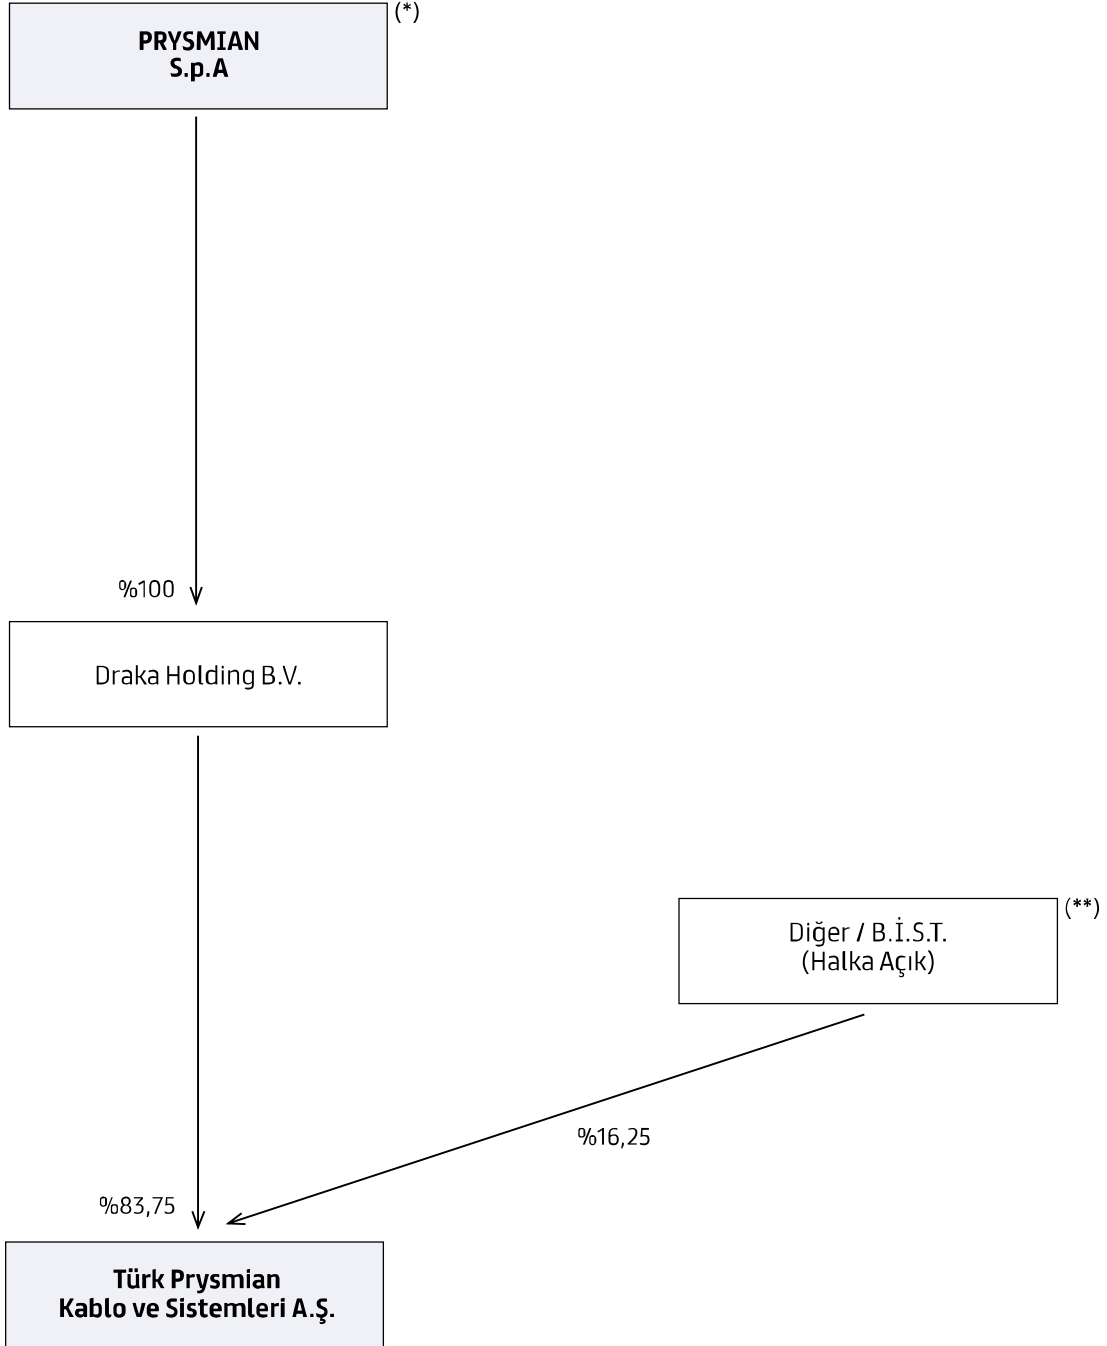 PRYSMIAN
S.p.A
(*)
%100
Draka Holding B.V.
Diğer / B.İ.S.T.
(Halka Açık)
(**)
%16,25
%83,75
Türk Prysmian
Kablo ve Sistemleri A.Ş.